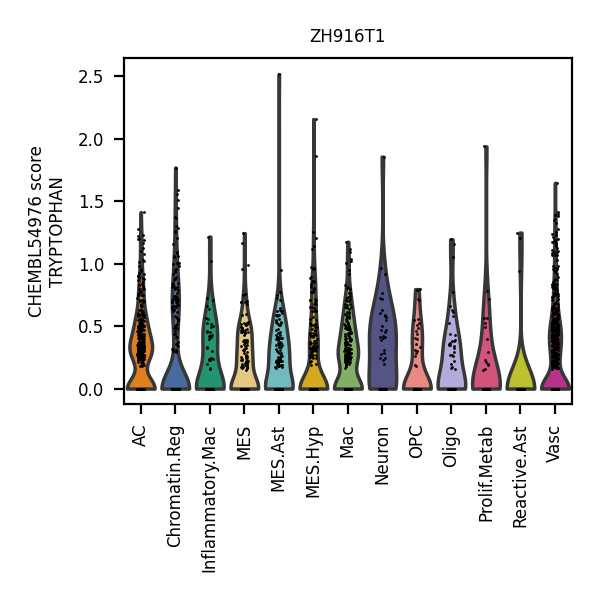 ZH916T1
CHEMBL54976 score
TRYPTOPHAN
2.5
2.0
1.5
1.0
0.5
0.0
AC
Chromatin.Reg
Inflammatory.Mac
MES
MES.Ast
MES.Hyp
Mac
Neuron
OPC
Oligo
Prolif.Metab
Reactive.Ast
Vasc